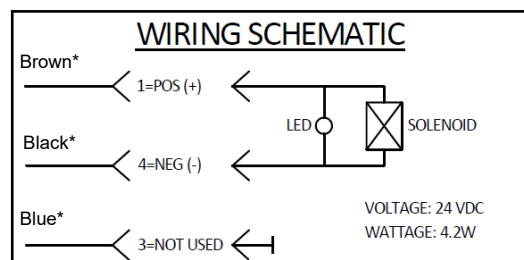 WIRING SCHEMATIC
Brown*
1=POS (+)
LED
SOLENOID
Black*
4=NEG (-)
Blue*
3=NOT USED
VOLTAGE: 24 VDC
WATTAGE: 4.2W